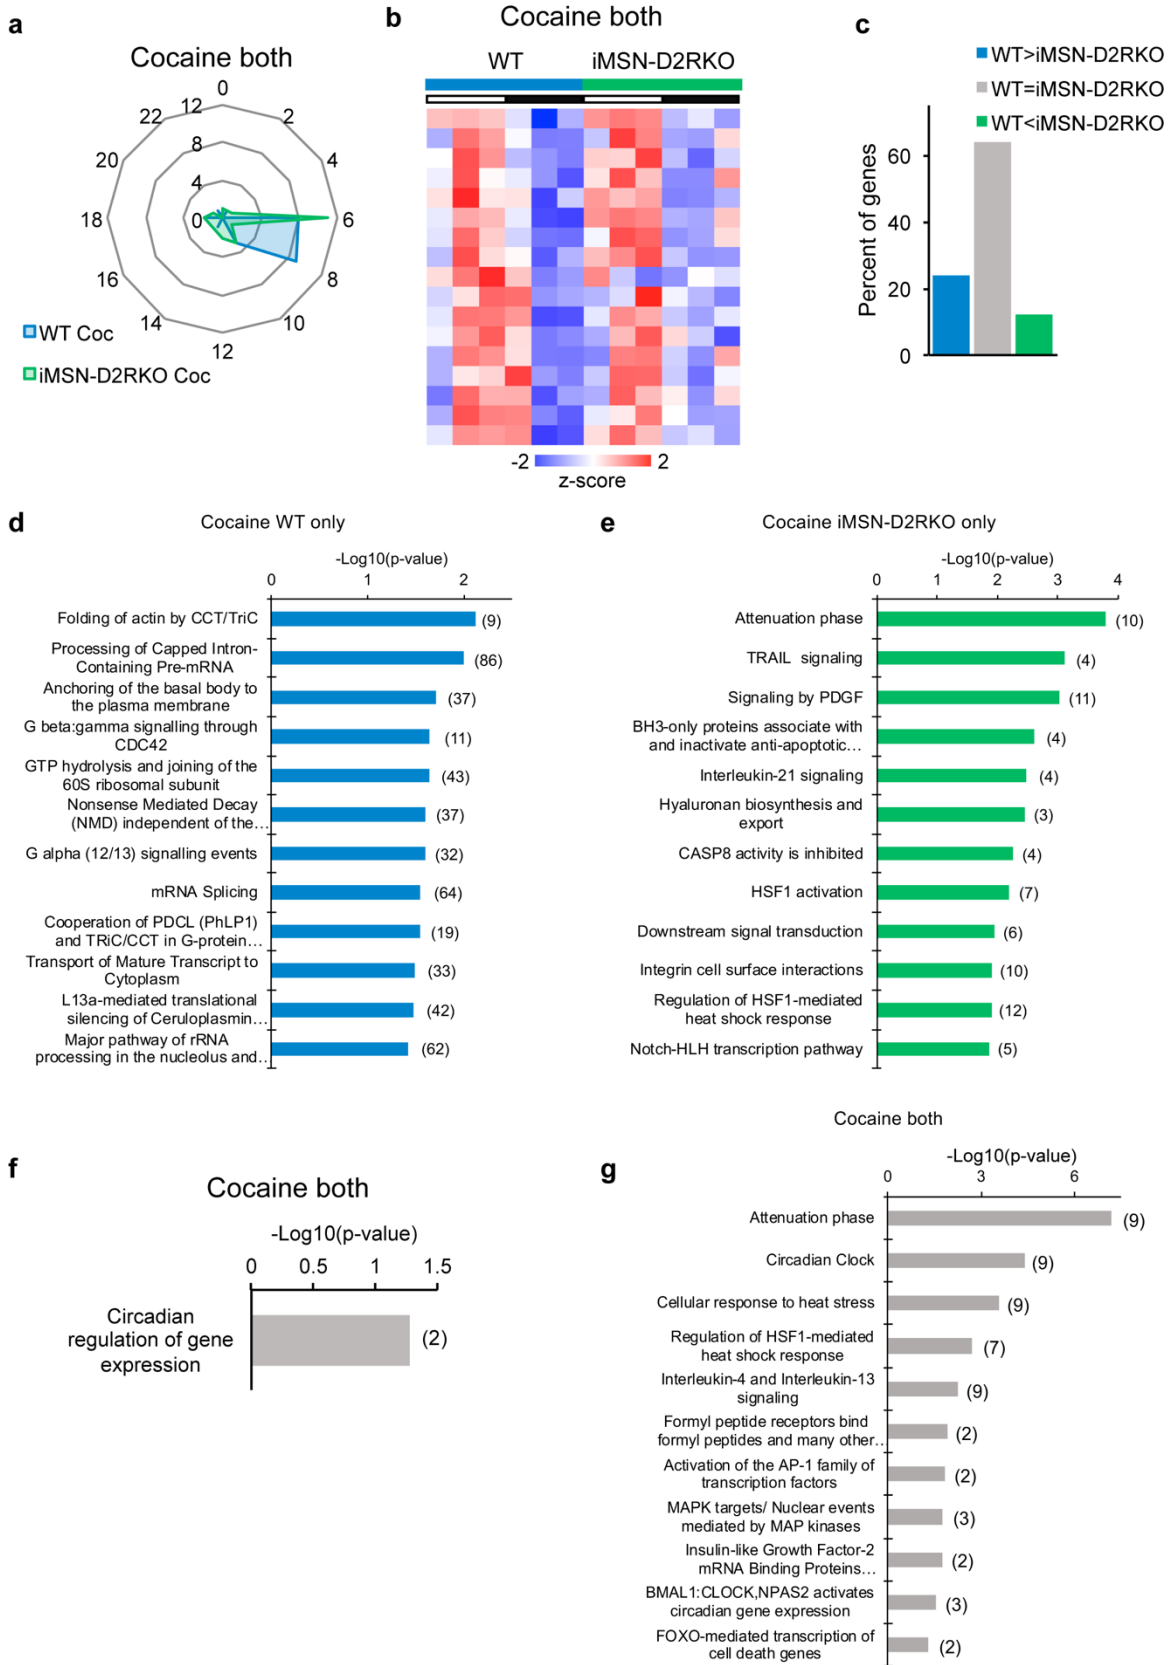 a
Cocaine both
0
2
4
6
8
10
12
14
16
18
20
22
12
8
4
0
WT Coc
iMSN-D2RKO Coc
b
Cocaine both
WT
iMSN-D2RKO
-2
2
z-score
c
WT>iMSN-D2RKO
WT=iMSN-D2RKO
WT<iMSN-D2RKO
Percent of genes
60
40
20
0
d
Cocaine WT only
-Log10(p-value)
0 1 2
Folding of actin by CCT/TriC (9)
Processing of Capped Intron-
Containing Pre-mRNA (86)
Anchoring of the basal body to
the plasma membrane (37)
G beta:gamma signalling through
CDC42 (11)
GTP hydrolysis and joining of the
60S ribosomal subunit (43)
Nonsense Mediated Decay
(NMD) independent of the… (37)
G alpha (12/13) signalling events (32)
mRNA Splicing (64)
Cooperation of PDCL (PhLP1)
and TRiC/CCT in G-protein… (19)
Transport of Mature Transcript to
Cytoplasm (33)
L13a-mediated translational
silencing of Ceruloplasmin… (42)
Major pathway of rRNA
processing in the nucleolus and.. (62)
e
Cocaine iMSN-D2RKO only
-Log10(p-value)
0 1 2 3 4
Attenuation phase (10)
TRAIL signaling (4)
Signaling by PDGF (11)
BH3-only proteins associate with
and inactivate anti-apoptotic… (4)
Interleukin-21 signaling (4)
Hyaluronan biosynthesis and
export (3)
CASP8 activity is inhibited (4)
HSF1 activation (7)
Downstream signal transduction (6)
Integrin cell surface interactions (10)
Regulation of HSF1-mediated
heat shock response (12)
Notch-HLH transcription pathway (5)
f
Cocaine both
-Log10(p-value)
0 0.5 1 1.5
Circadian
regulation of gene
expression
(2)
g
Cocaine both
-Log10(p-value)
0 3 6
Attenuation phase (9)
Circadian Clock (9)
Cellular response to heat stress (9)
Regulation of HSF1-mediated
heat shock response (7)
Interleukin-4 and Interleukin-13
signaling (9)
Formyl peptide receptors bind
formyl peptides and many other.. (2)
Activation of the AP-1 family of
transcription factors (2)
MAPK targets/ Nuclear events
mediated by MAP kinases (3)
Insulin-like Growth Factor-2
mRNA Binding Proteins… (2)
BMAL1:CLOCK,NPAS2 activates
circadian gene expression (3)
FOXO-mediated transcription of
cell death genes (2)